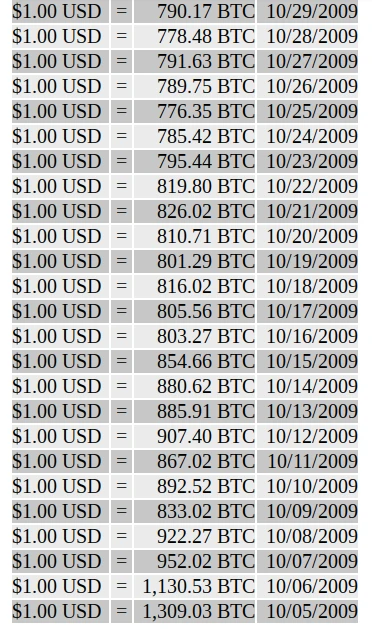 $1.00 USD = 790.17 BTC 10/29/2009
$1.00 USD = 778.48 BTC 10/28/2009
$1.00 USD = 791.63 BTC 10/27/2009
$1.00 USD = 789.75 BTC 10/26/2009
$1.00 USD = 776.35 BTC 10/25/2009
$1.00 USD = 785.42 BTC 10/24/2009
$1.00 USD = 795.44 BTC 10/23/2009
$1.00 USD = 819.80 BTC 10/22/2009
$1.00 USD = 826.02 BTC 10/21/2009
$1.00 USD = 810.71 BTC 10/20/2009
$1.00 USD = 801.29 BTC 10/19/2009
$1.00 USD = 816.02 BTC 10/18/2009
$1.00 USD = 805.56 BTC 10/17/2009
$1.00 USD = 803.27 BTC 10/16/2009
$1.00 USD = 854.66 BTC 10/15/2009
$1.00 USD = 880.62 BTC 10/14/2009
$1.00 USD = 885.91 BTC 10/13/2009
$1.00 USD = 907.40 BTC 10/12/2009
$1.00 USD = 867.02 BTC 10/11/2009
$1.00 USD = 892.52 BTC 10/10/2009
$1.00 USD = 833.02 BTC 10/09/2009
$1.00 USD = 922.27 BTC 10/08/2009
$1.00 USD = 952.02 BTC 10/07/2009
$1.00 USD = 1,130.53 BTC 10/06/2009
$1.00 USD = 1,309.03 BTC 10/05/2009